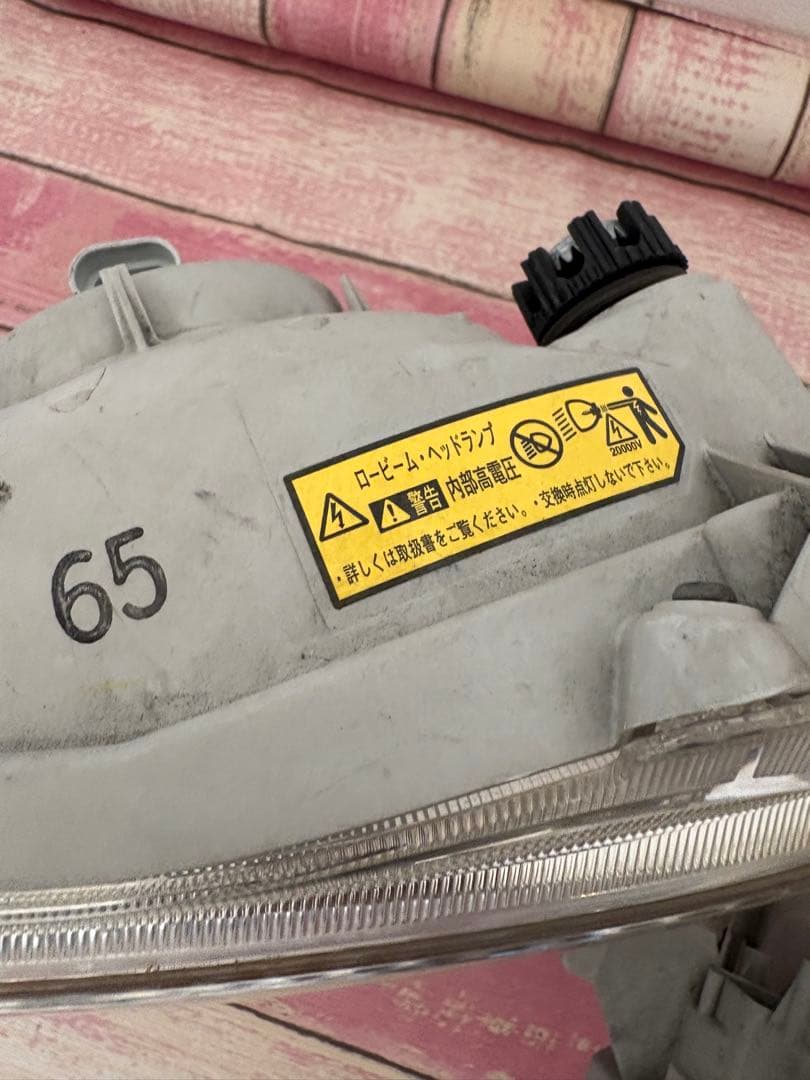 ロービーム・ヘッドランプ
警告 内部高電圧
20000V
・詳しくは取扱書をご覧ください。・交換時点灯しないで下さい。
65